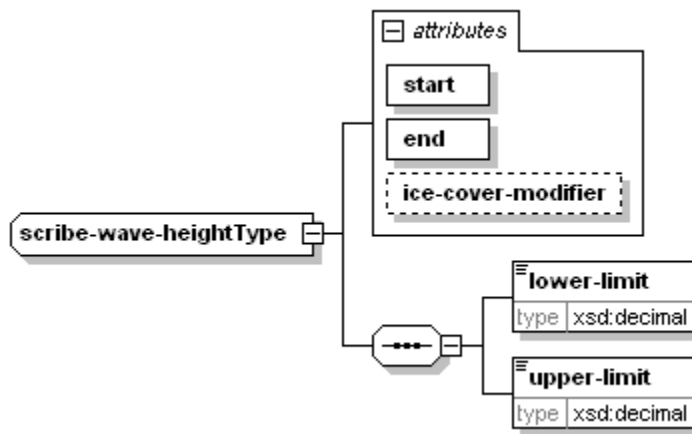 attributes
start
end
ice-cover-modifier
scribe-wave-heightType
lower-limit
type xsd:decimal
upper-limit
type xsd:decimal